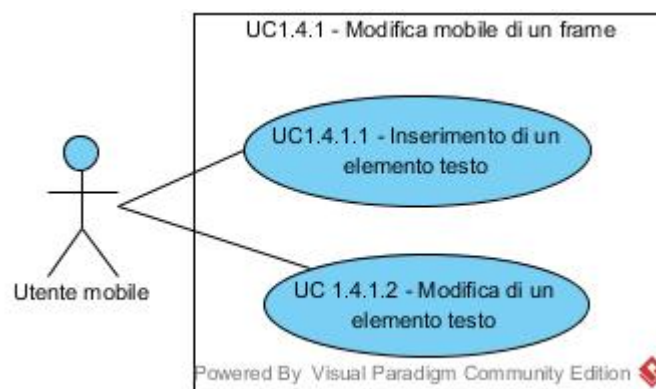 UC1.4.1 - Modifica mobile di un frame
UC1.4.1.1 - Inserimento di un
elemento testo
Utente mobile
UC 1.4.1.2 - Modifica di un
elemento testo
Powered By Visual Paradigm Community Edition